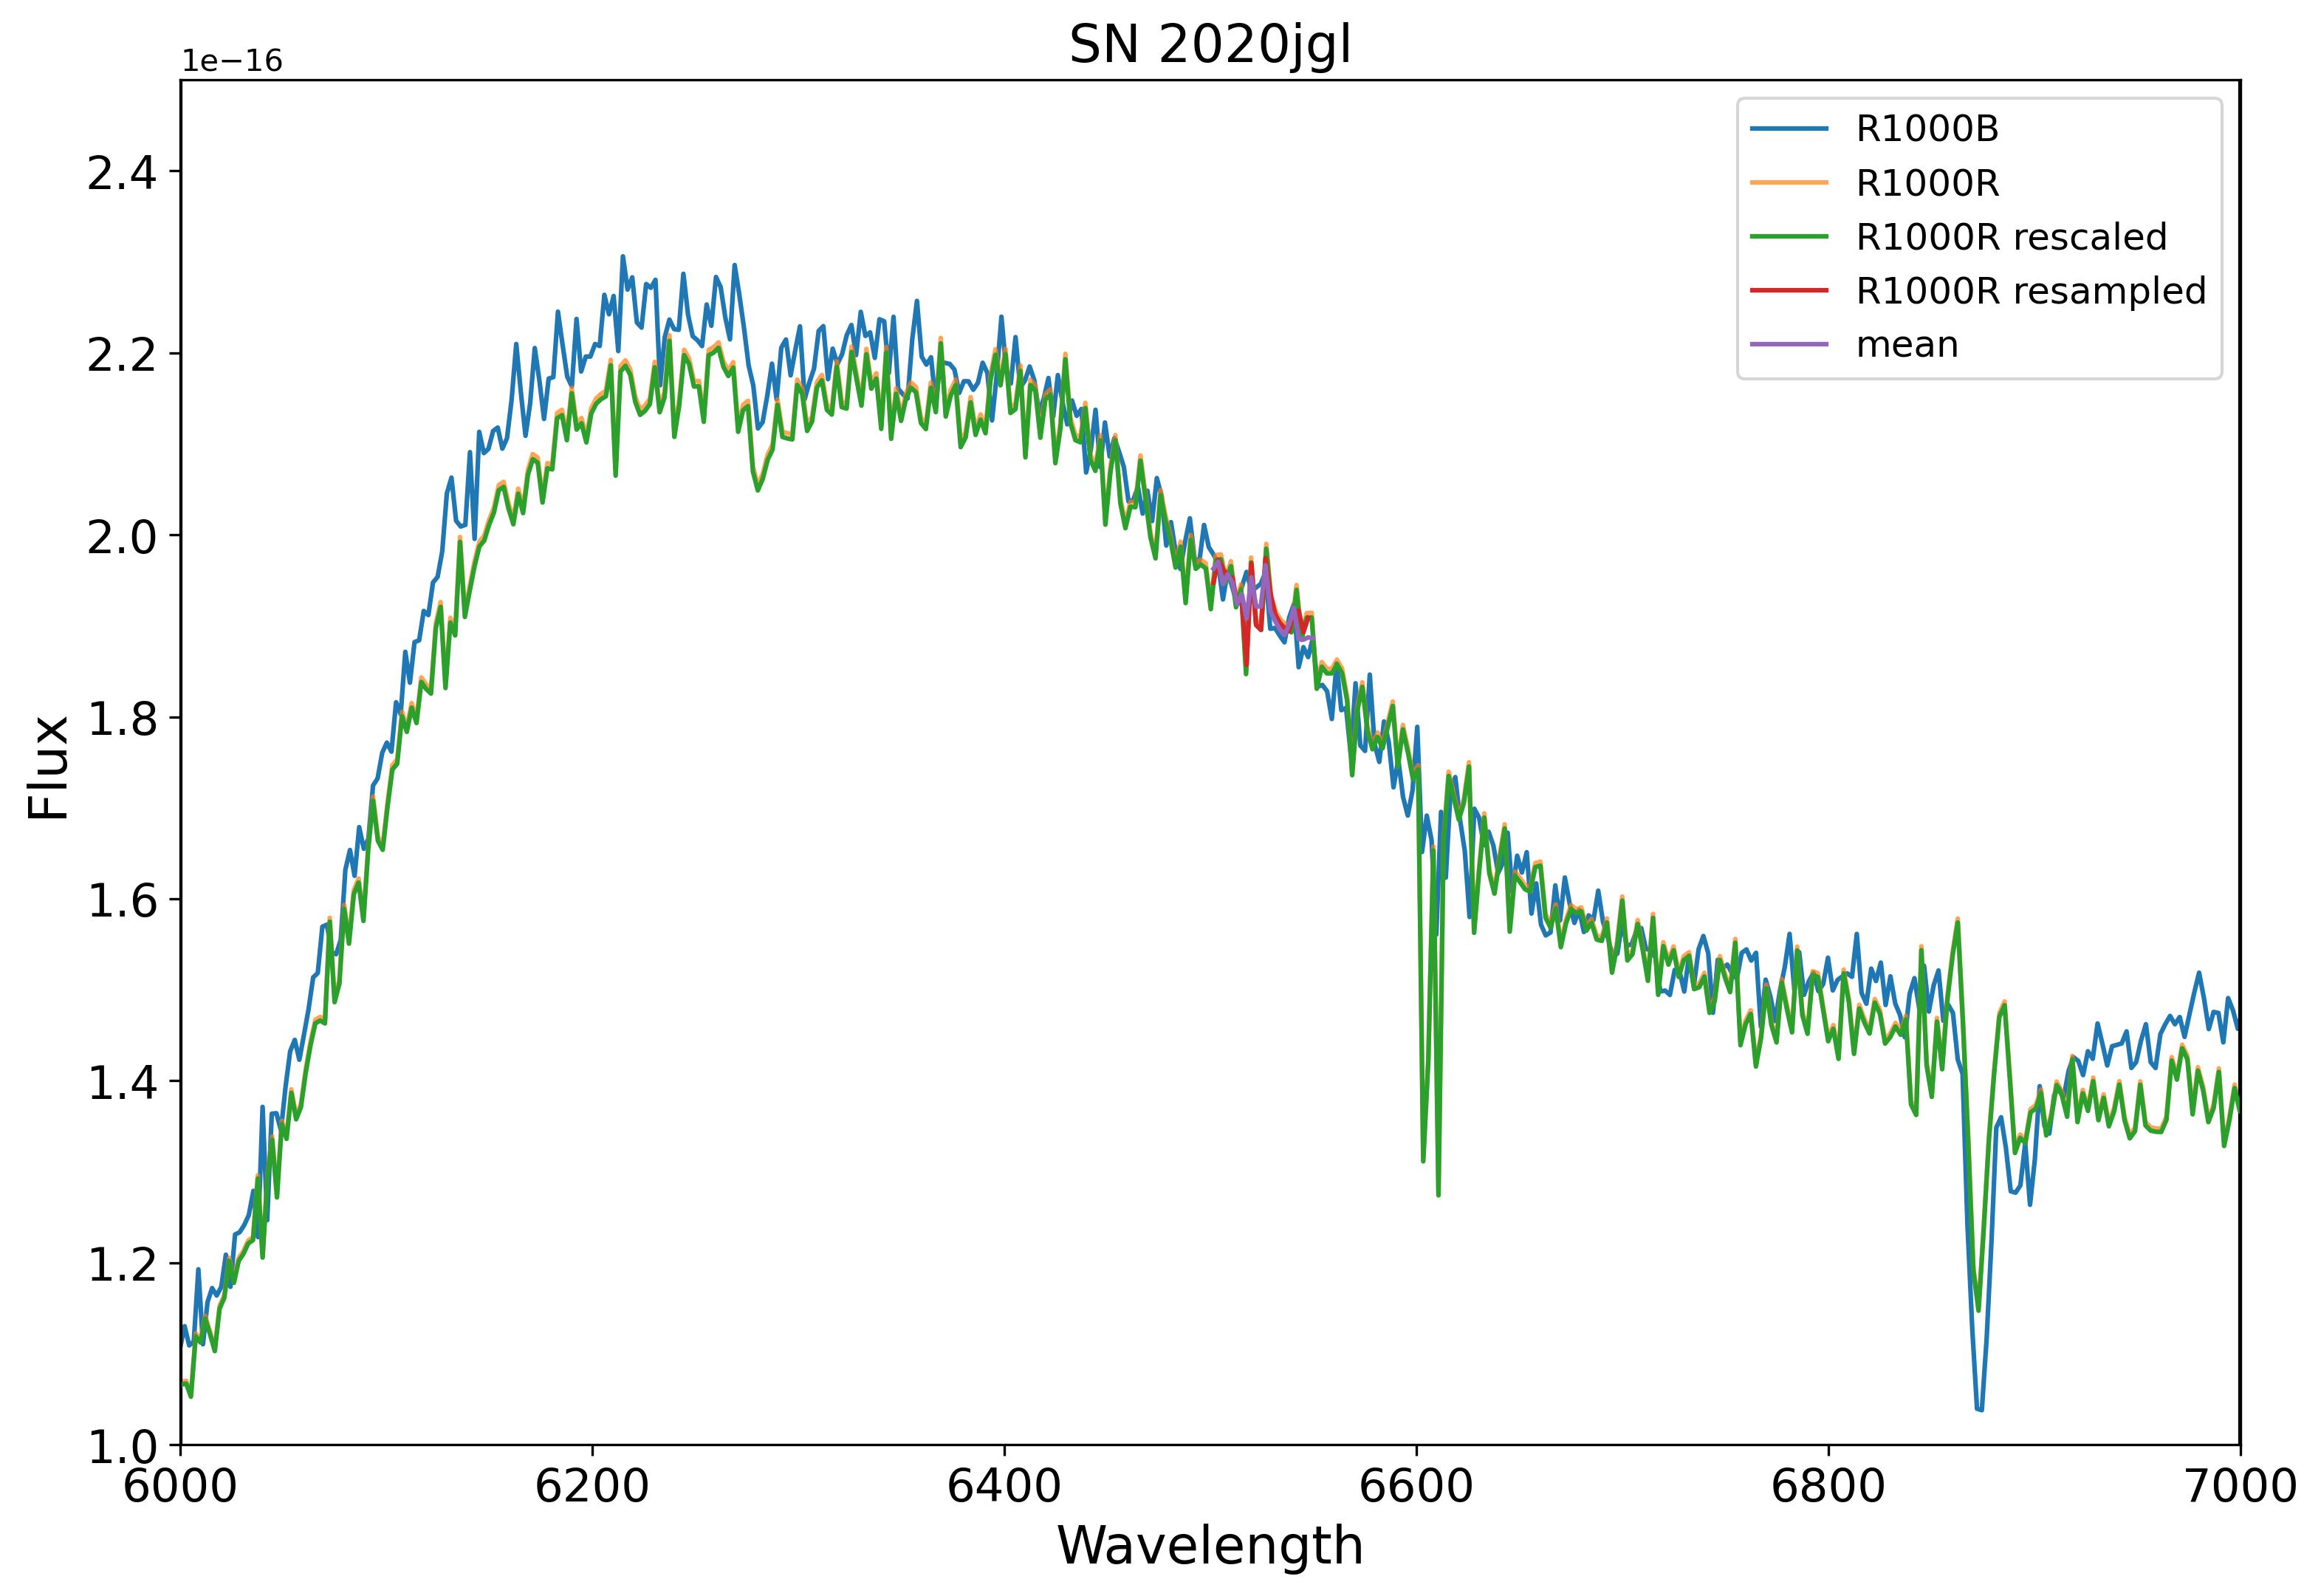 SN 2020jgl
1e−16
R1000B
R1000R
R1000R rescaled
R1000R resampled
mean
2.4
2.2
2.0
1.8
1.6
1.4
1.2
1.0
Flux
6000 6200 6400 6600 6800 7000
Wavelength